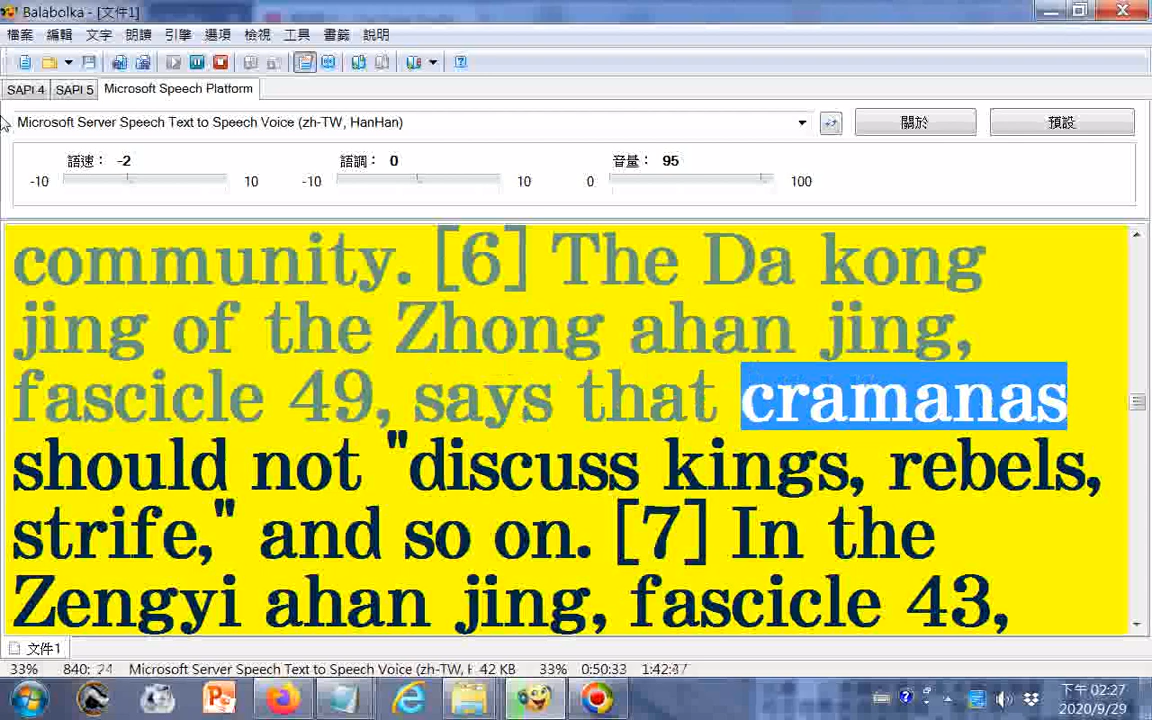 Balabolka - [文件1]
檔案 編輯 文字 朗讀 引擎 選項 檢視 工具 書籤 說明
SAPI 4 SAPI 5 Microsoft Speech Platform
Microsoft Server Speech Text to Speech Voice (zh-TW, HanHan) 關於 預設
語速： -2 語調： 0 音量： 95
-10 10 -10 10 0 100
community. [6] The Da kong
jing of the Zhong ahan jing,
fascicle 49, says that cramanas
should not "discuss kings, rebels,
strife," and so on. [7] In the
Zengyi ahan jing, fascicle 43,
文件1
33% 840: 24 Microsoft Server Speech Text to Speech Voice (zh-TW, 42 KB 33% 0:50:33
下午 02:27
2020/9/29